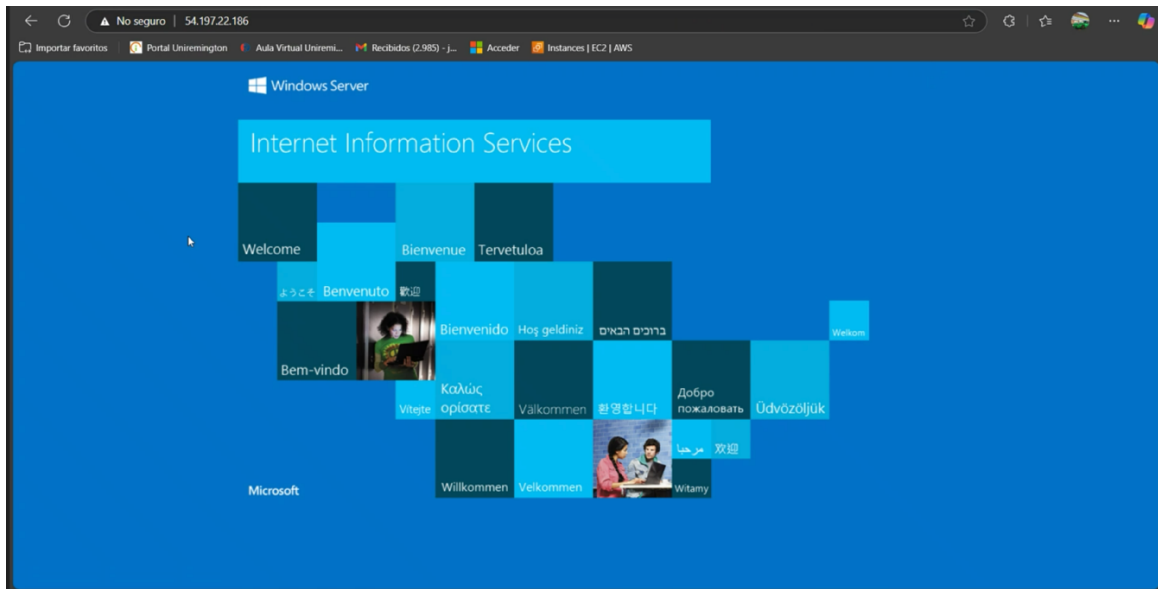 No seguro
54.197.22.186
Importar favoritos
Portal Uniremington
Aula Virtual Uniremi...
Recibidos (2.985) - j...
Acceder
Instances | EC2 | AWS
Windows Server
Internet Information Services
Welcome
Bienvenue
Tervetuloa
ようこそ
Benvenuto
歡迎
Bienvenido
Hoş geldiniz
ברוכים הבאים
Welkom
Bem-vindo
Vítejte
Καλώς
ορίσατε
Välkommen
환영합니다
Добро
пожаловать
Üdvözöljük
مرحبا
欢迎
Willkommen
Velkommen
Witamy
Microsoft